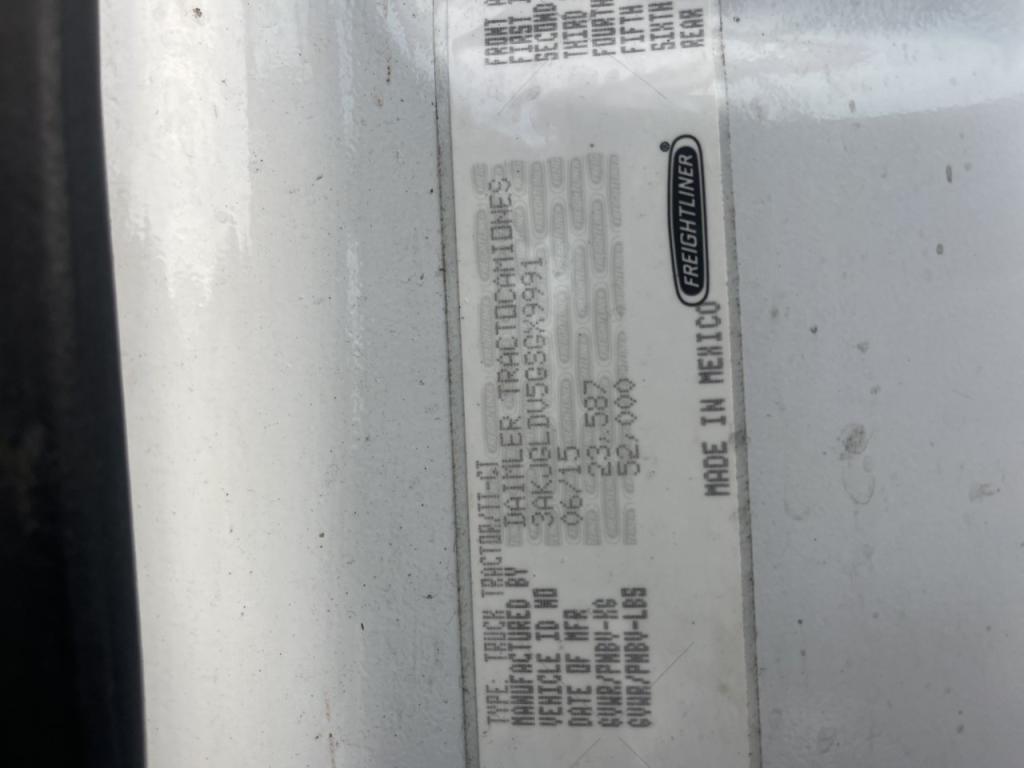 TYPE: TRUCK TRACTOR/TT-CT
MANUFACTURED BY DAIMLER TRACTOCAMIONES
VEHICLE ID NO 3AKJGLDV5GSGX9991
DATE OF MFR 06/15
GVWR/PNBV-KG 23,587
GVWR/PNBV-LBS 52,000
MADE IN MEXICO
FREIGHTLINER®
FRONT A
FIRST I
SECOND
THIRD
FOURTH
FIFTH
SIXTH
REAR